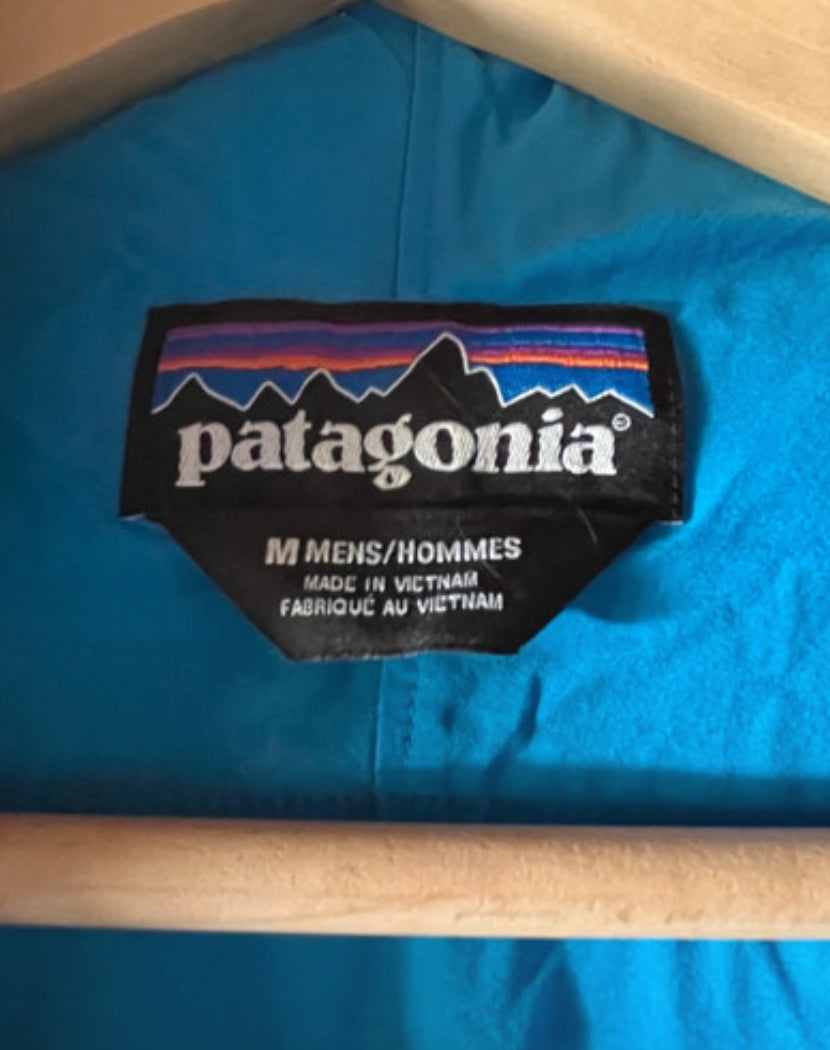 patagonia®
M MENS/HOMMES
MADE IN VIETNAM
FABRIQUÉ AU VIETNAM